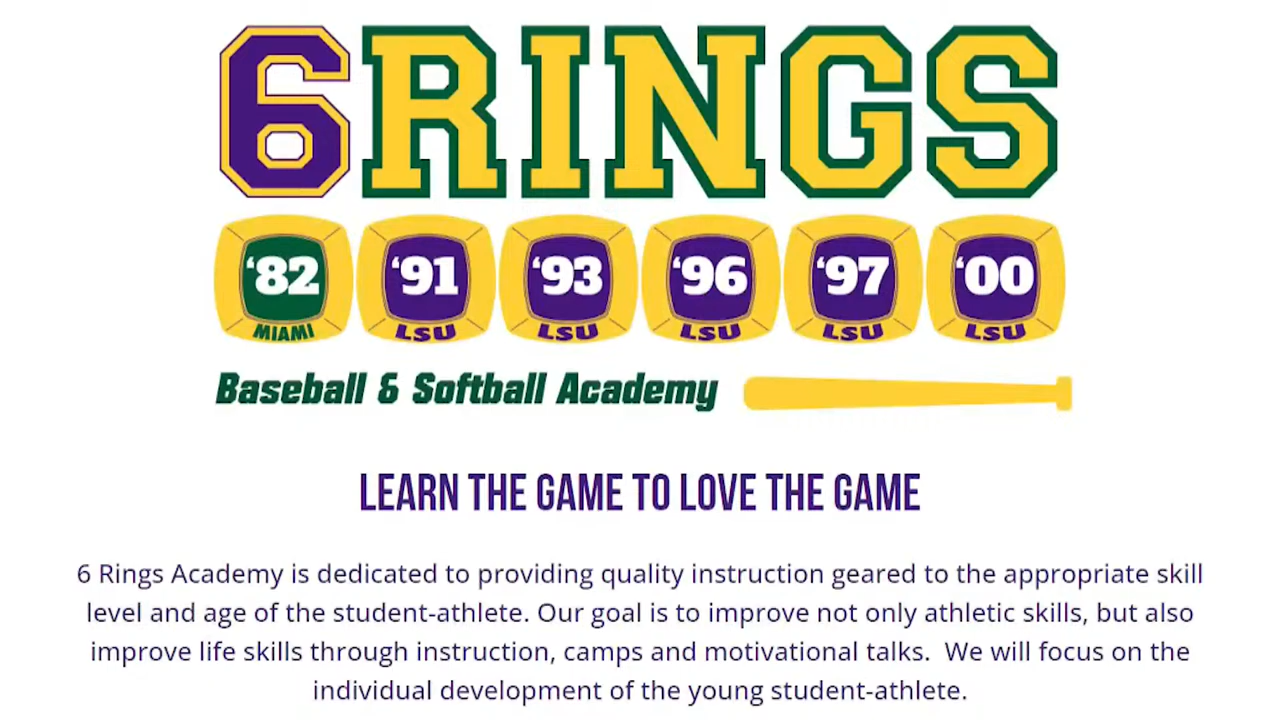 6RINGS
‘82 ‘91 ‘93 ‘96 ‘97 ‘00
MIAMI LSU LSU LSU LSU LSU
Baseball & Softball Academy
LEARN THE GAME TO LOVE THE GAME
6 Rings Academy is dedicated to providing quality instruction geared to the appropriate skill
level and age of the student-athlete. Our goal is to improve not only athletic skills, but also
improve life skills through instruction, camps and motivational talks.  We will focus on the
individual development of the young student-athlete.